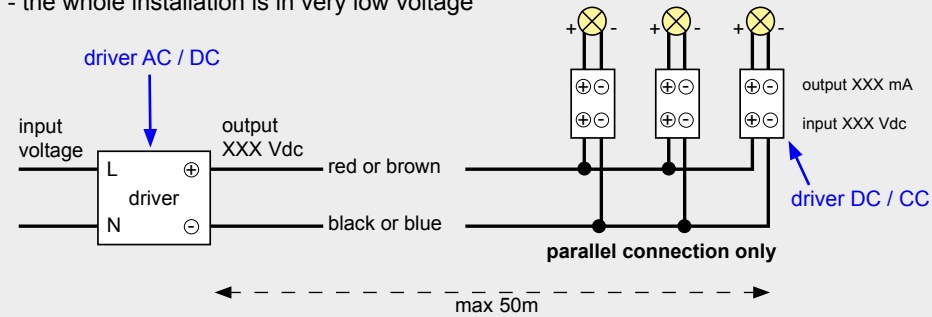 - the whole installation is in very low voltage
+ - + - + -
driver AC / DC
output XXX mA
input XXX Vdc
input
voltage
output
XXX Vdc
L +
red or brown
driver
driver DC / CC
N -
black or blue
parallel connection only
max 50m